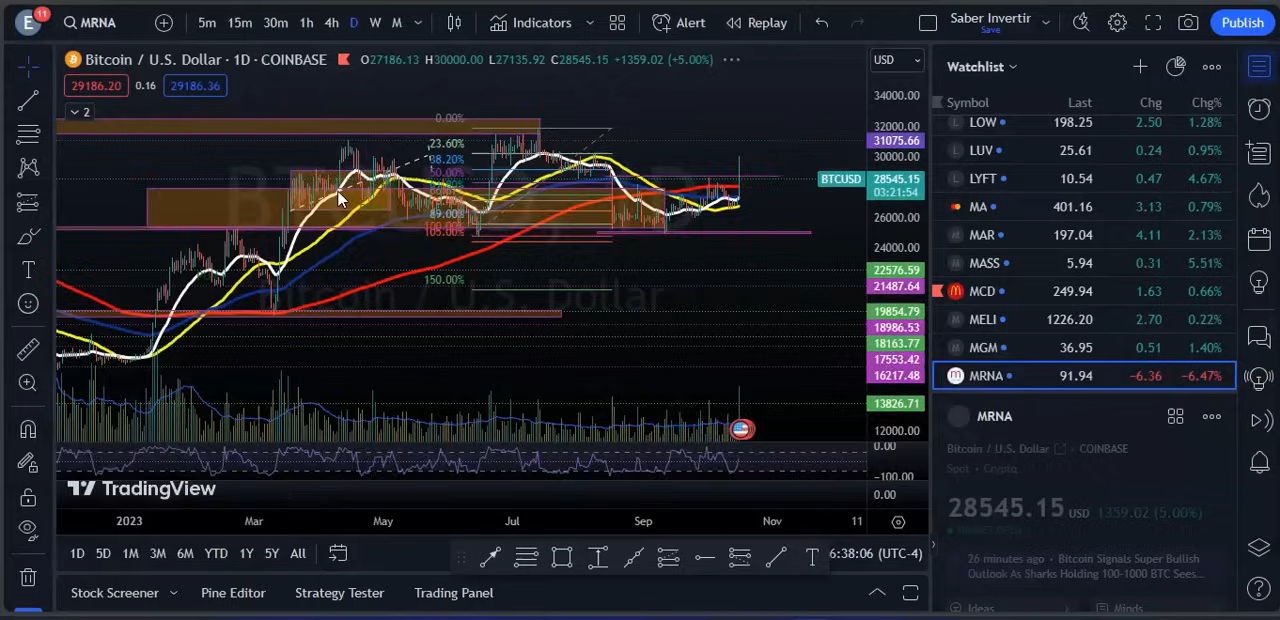 E
11
MRNA
5m 15m 30m 1h 4h D W M
Indicators
Alert
Replay
Saber Invertir
Save
Publish
Bitcoin / U.S. Dollar · 1D · COINBASE
O27186.13 H30000.00 L27135.92 C28545.15 +1359.02 (+5.00%)
USD
29186.20 0.16 29186.36
2
34000.00
32000.00
31075.66
30000.00
BTCUSD
28545.15
03:21:54
26000.00
24000.00
22576.59
21487.64
19854.79
18986.53
18163.77
17553.42
16217.48
13826.71
12000.00
0.00
-100.00
0.00
0.00%
23.60%
38.20%
50.00%
89.00%
105.00%
150.00%
Bitcoin / U.S. Dollar
TradingView
2023 Mar May Jul Sep Nov 11
1D 5D 1M 3M 6M YTD 1Y 5Y All
6:38:06 (UTC-4)
Stock Screener
Pine Editor
Strategy Tester
Trading Panel
Watchlist
Symbol Last Chg Chg%
L LOW 198.25 2.50 1.28%
L LUV 25.61 0.24 0.95%
L LYFT 10.54 0.47 4.67%
MA 401.16 3.13 0.79%
M MAR 197.04 4.11 2.13%
M MASS 5.94 0.31 5.51%
MCD 249.94 1.63 0.66%
M MELI 1226.20 2.70 0.22%
M MGM 36.95 0.51 1.40%
m MRNA 91.94 −6.36 −6.47%
MRNA
Bitcoin / U.S. Dollar · COINBASE
Spot · Crypto
28545.15 USD 1359.02 (5.00%)
26 minutes ago · Bitcoin Signals Super Bullish
Outlook As Sharks Holding 100-1000 BTC Sees...
Ideas
Minds